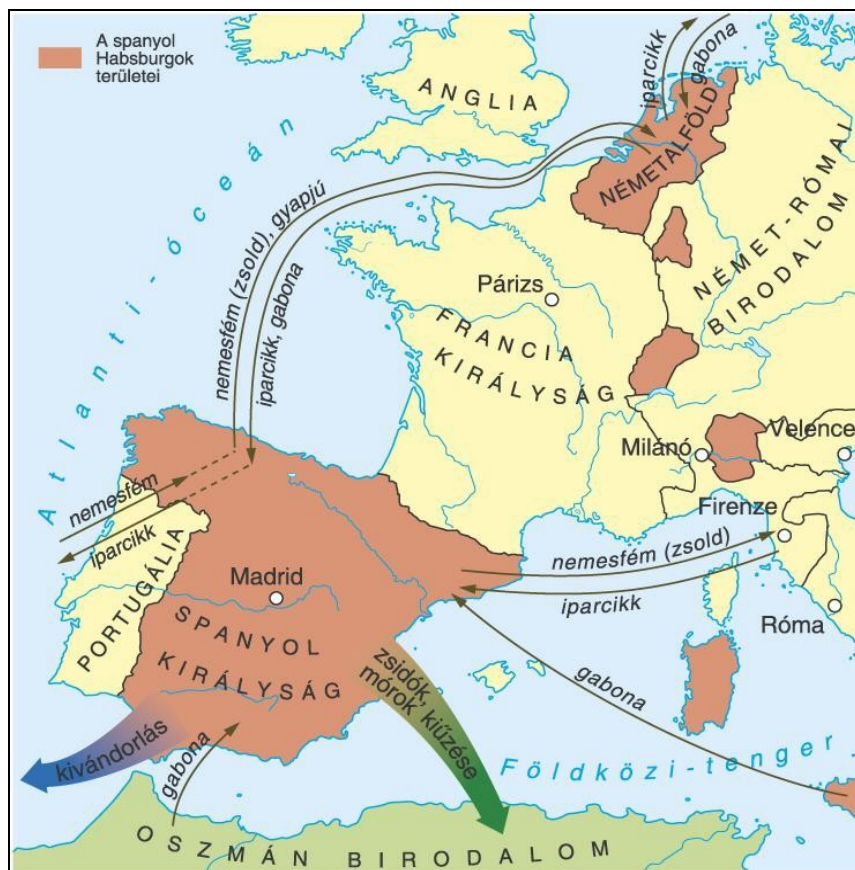 A spanyol
Habsburgok
területei
ANGLIA
iparcikk
gabona
NÉMETALFÖLD
NÉMET-RÓMAI
BIRODALOM
Atlanti-óceán
nemesfém (zsold), gyapjú
iparcikk, gabona
Párizs
FRANCIA
KIRÁLYSÁG
Milánó
Velence
Firenze
nemesfém
iparcikk
nemesfém (zsold)
iparcikk
PORTUGÁLIA
Madrid
SPANYOL
KIRÁLYSÁG
Róma
zsidók,
mórok kiűzése
gabona
kivándorlás
gabona
Földközi-tenger
OSZMÁN BIRODALOM